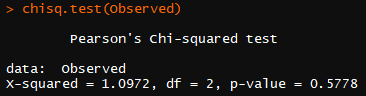 > chisq.test(Observed)
Pearson's Chi-squared test
data:  Observed
X-squared = 1.0972, df = 2, p-value = 0.5778